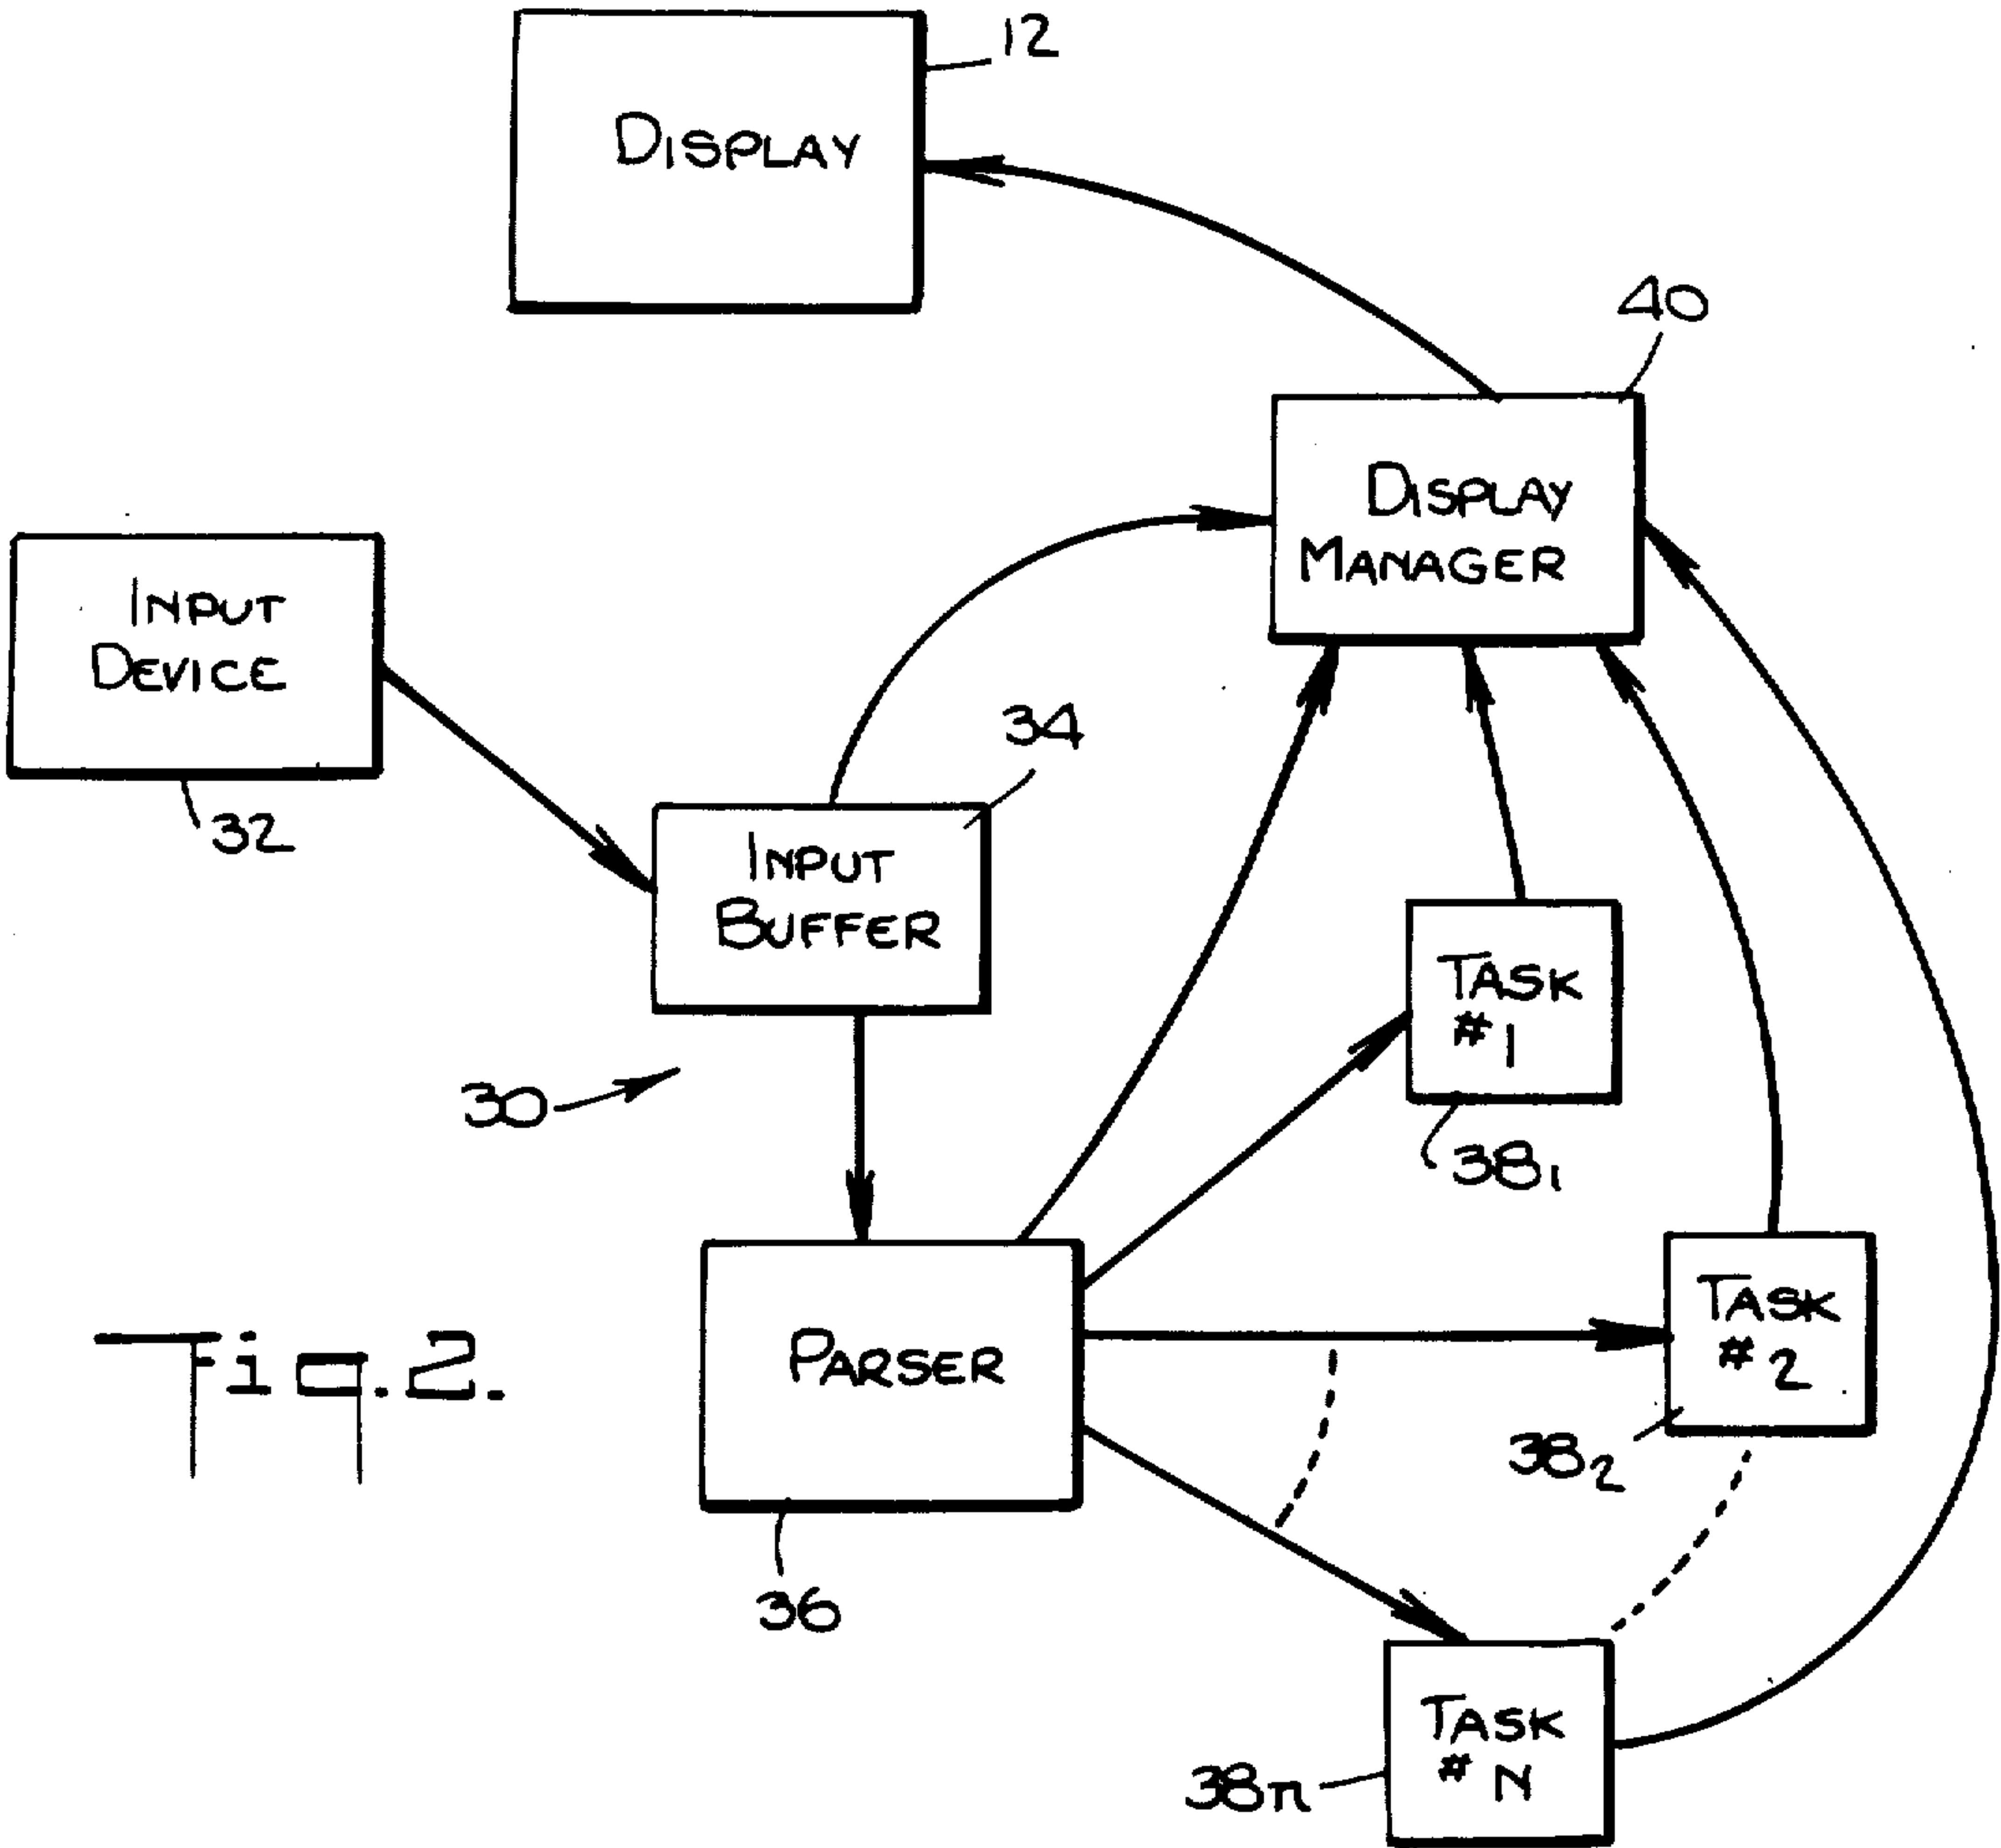 12
DISPLAY
40
DISPLAY
MANAGER
INPUT
DEVICE
32
34
INPUT
BUFFER
TASK
#1
38₁
30
PARSER
36
TASK
#2
38₂
Fig.2.
TASK
#N
38n